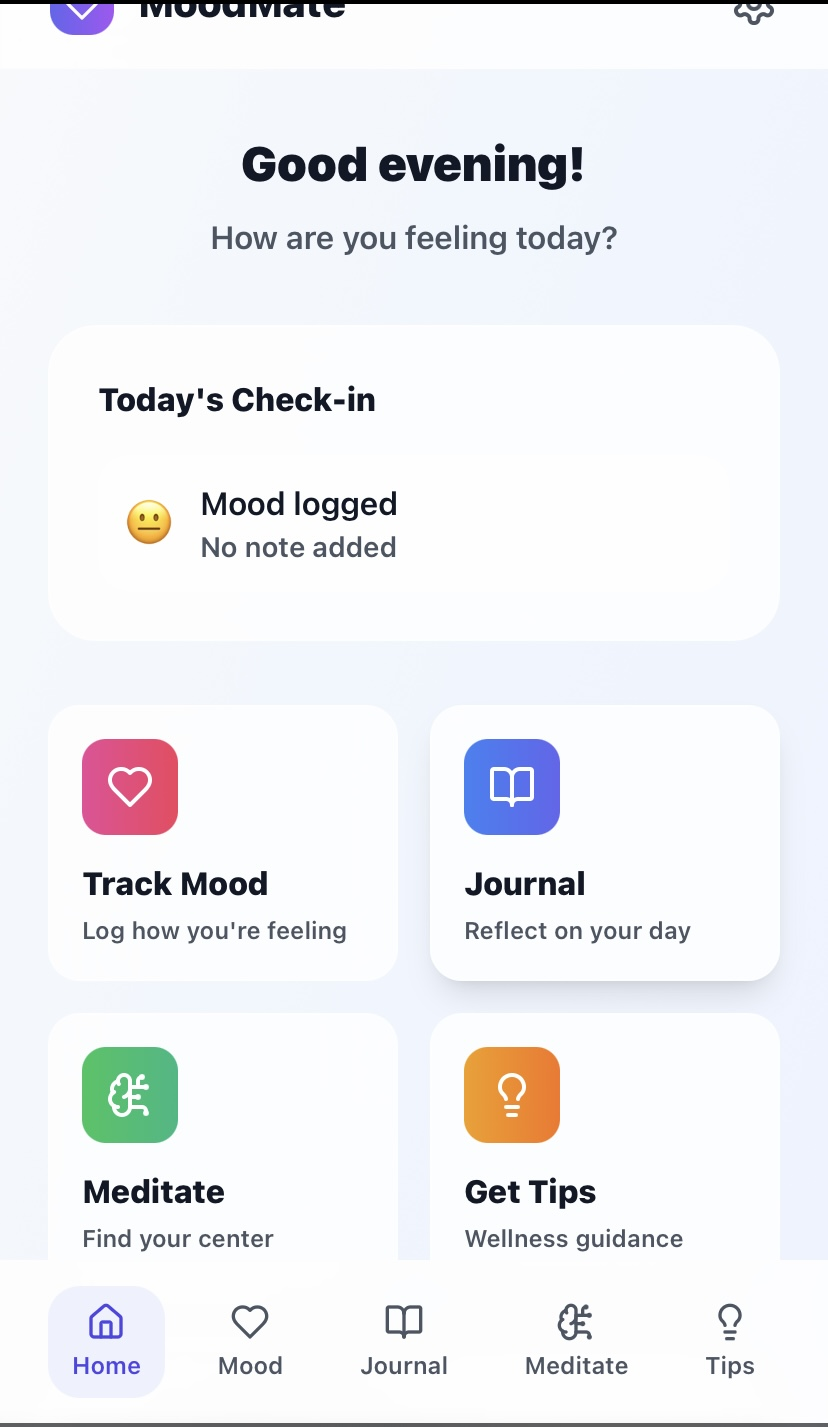 MoodMate
Good evening!
How are you feeling today?
Today's Check-in
Mood logged
No note added
Track Mood
Log how you're feeling
Journal
Reflect on your day
Meditate
Find your center
Get Tips
Wellness guidance
Home
Mood
Journal
Meditate
Tips